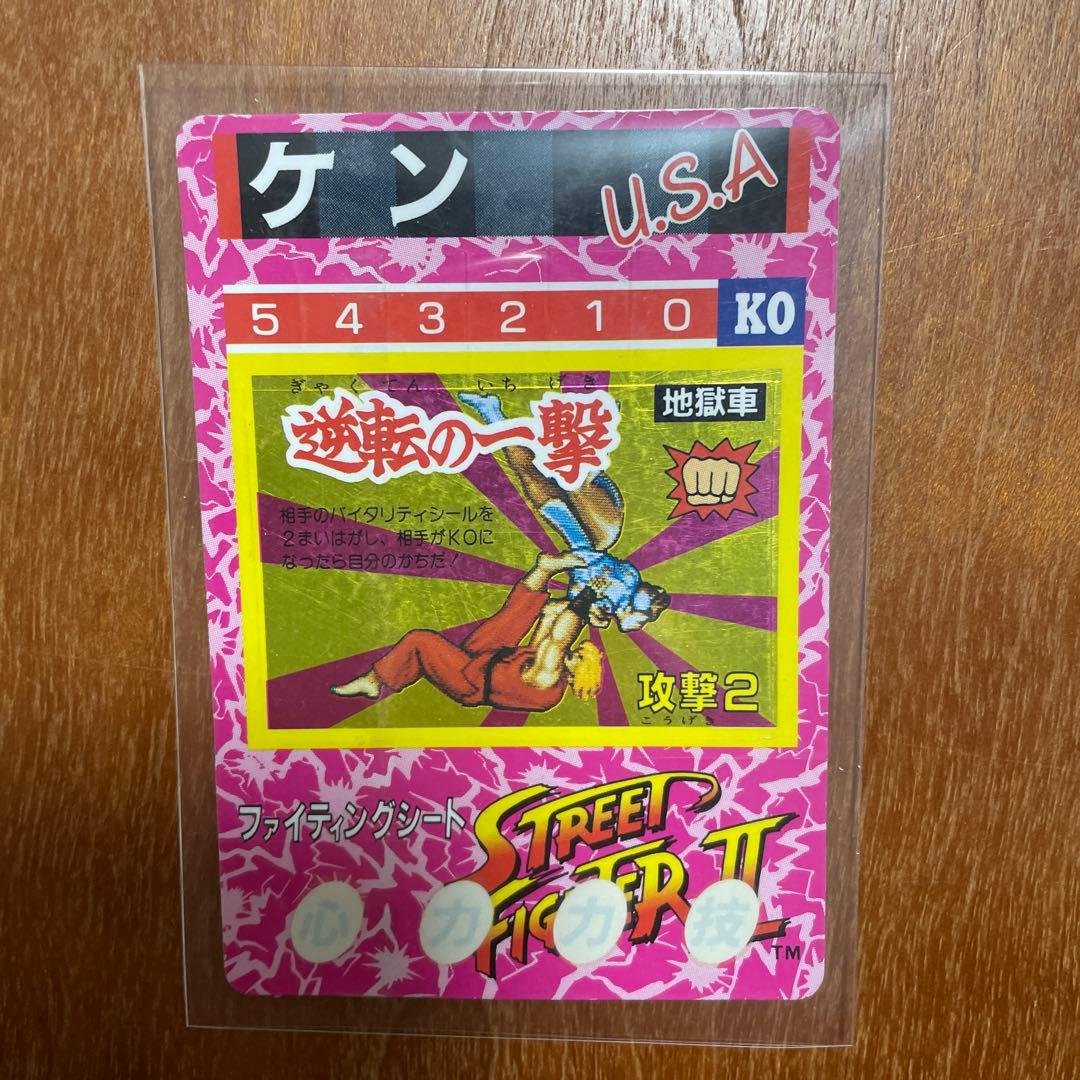 ケン
U.S.A
5 4 3 2 1 0 KO
ぎゃくてん いちげき
逆転の一撃
地獄車
相手のバイタリティシールを
2まいはがし、相手がKOに
なったら自分のかちだ!
攻撃2
こうげき
ファイティングシート
STREET
FIGHTER II
心 力 力 技
TM